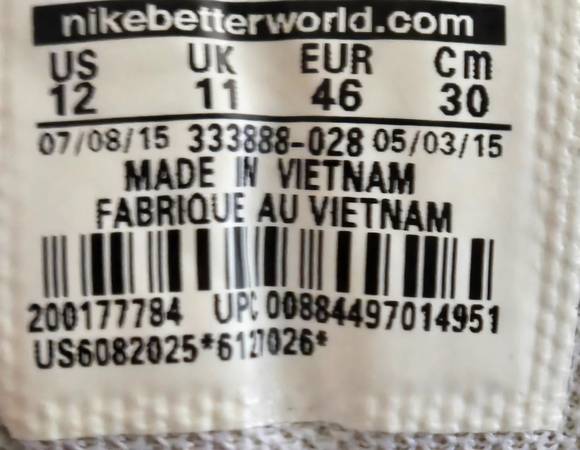 nikebetterworld.com
US UK EUR Cm
12 11 46 30
07/08/15 333888-028 05/03/15
MADE IN VIETNAM
FABRIQUE AU VIETNAM
200177784 UPC 00884497014951
US6082025*6127026*